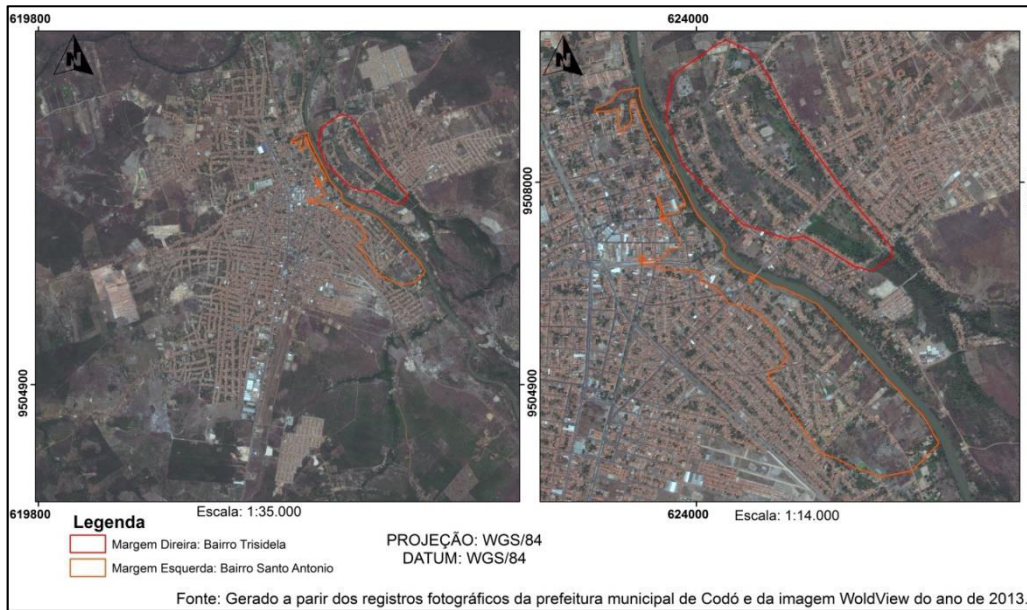 619800
624000
N
N
9508000
9504900
9504900
619800
Escala: 1:35.000
624000
Escala: 1:14.000
Legenda
Margem Direira: Bairro Trisidela
Margem Esquerda: Bairro Santo Antonio
PROJEÇÃO: WGS/84
DATUM: WGS/84
Fonte: Gerado a parir dos registros fotográficos da prefeitura municipal de Codó e da imagem WoldView do ano de 2013.